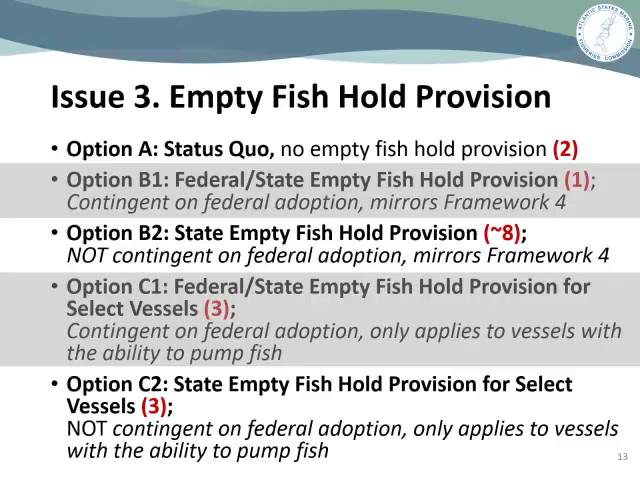 ATLANTIC STATES MARINE FISHERIES COMMISSION
Issue 3. Empty Fish Hold Provision
• Option A: Status Quo, no empty fish hold provision (2)
• Option B1: Federal/State Empty Fish Hold Provision (1);
Contingent on federal adoption, mirrors Framework 4
• Option B2: State Empty Fish Hold Provision (~8);
NOT contingent on federal adoption, mirrors Framework 4
• Option C1: Federal/State Empty Fish Hold Provision for
Select Vessels (3);
Contingent on federal adoption, only applies to vessels with
the ability to pump fish
• Option C2: State Empty Fish Hold Provision for Select
Vessels (3);
NOT contingent on federal adoption, only applies to vessels
with the ability to pump fish
13